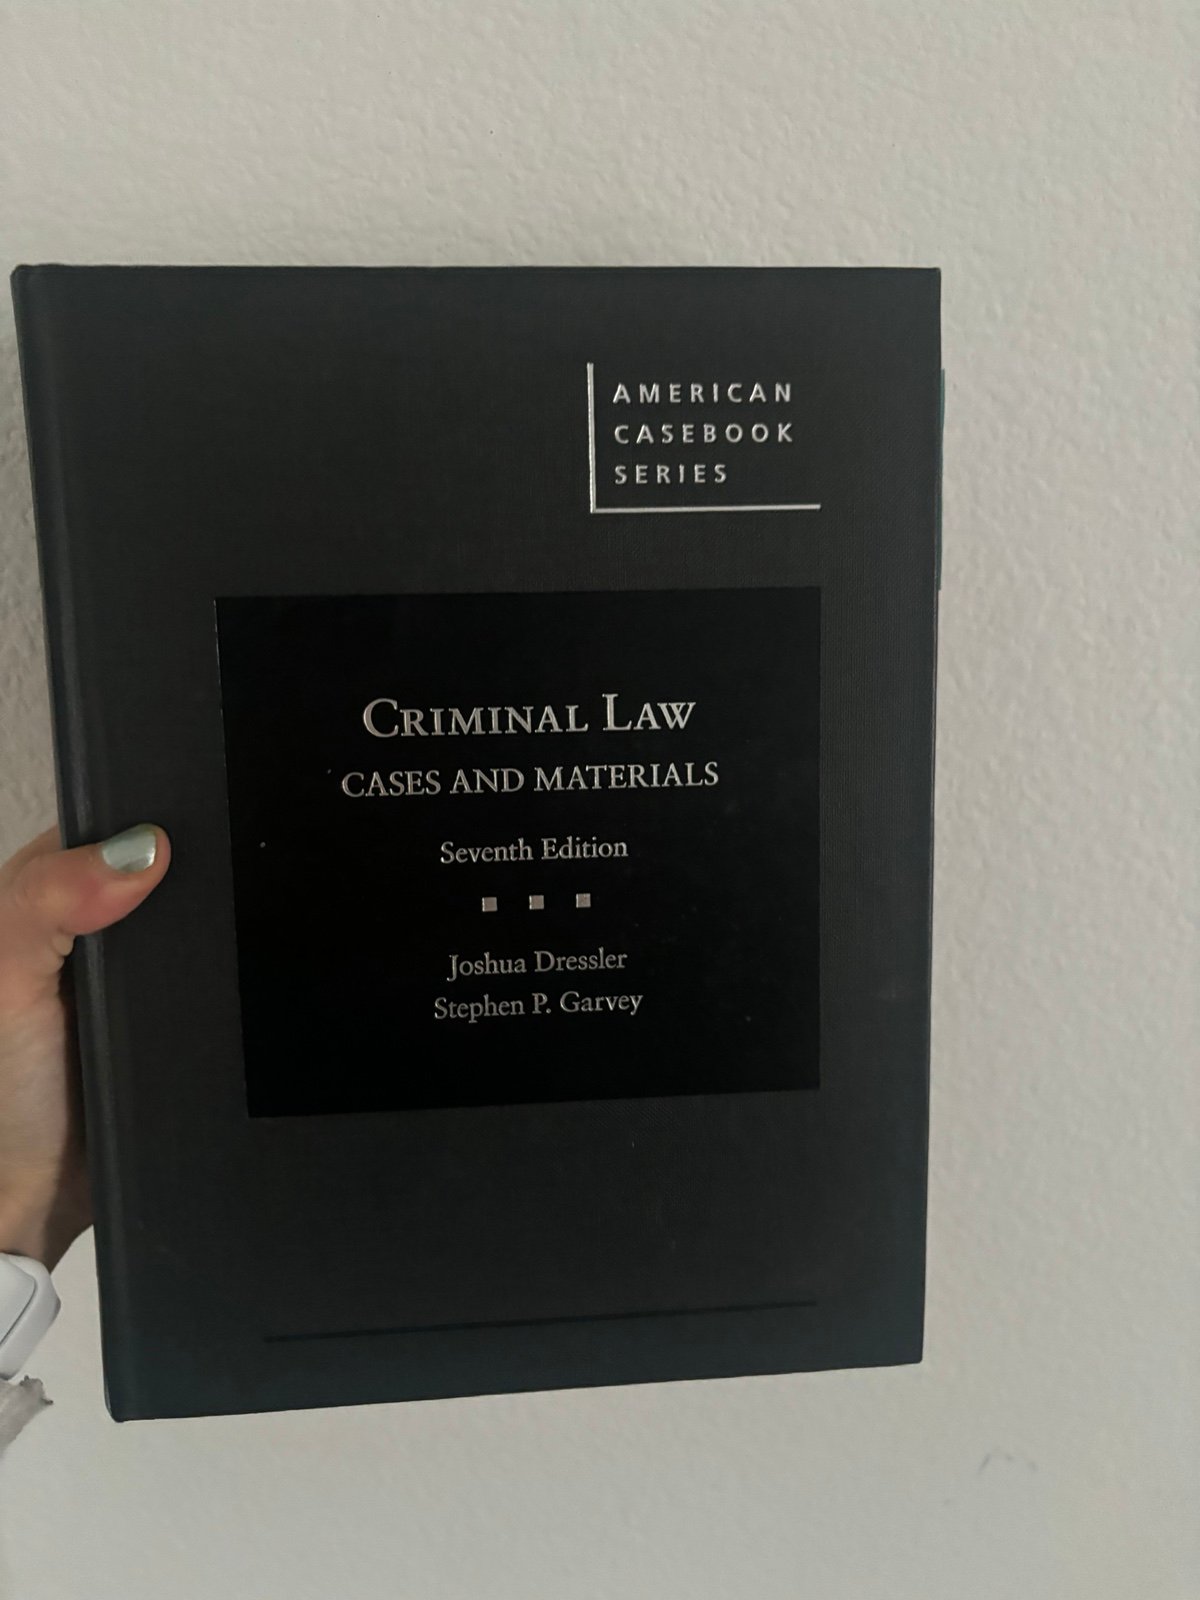 AMERICAN
CASEBOOK
SERIES
CRIMINAL LAW
CASES AND MATERIALS
Seventh Edition
Joshua Dressler
Stephen P. Garvey